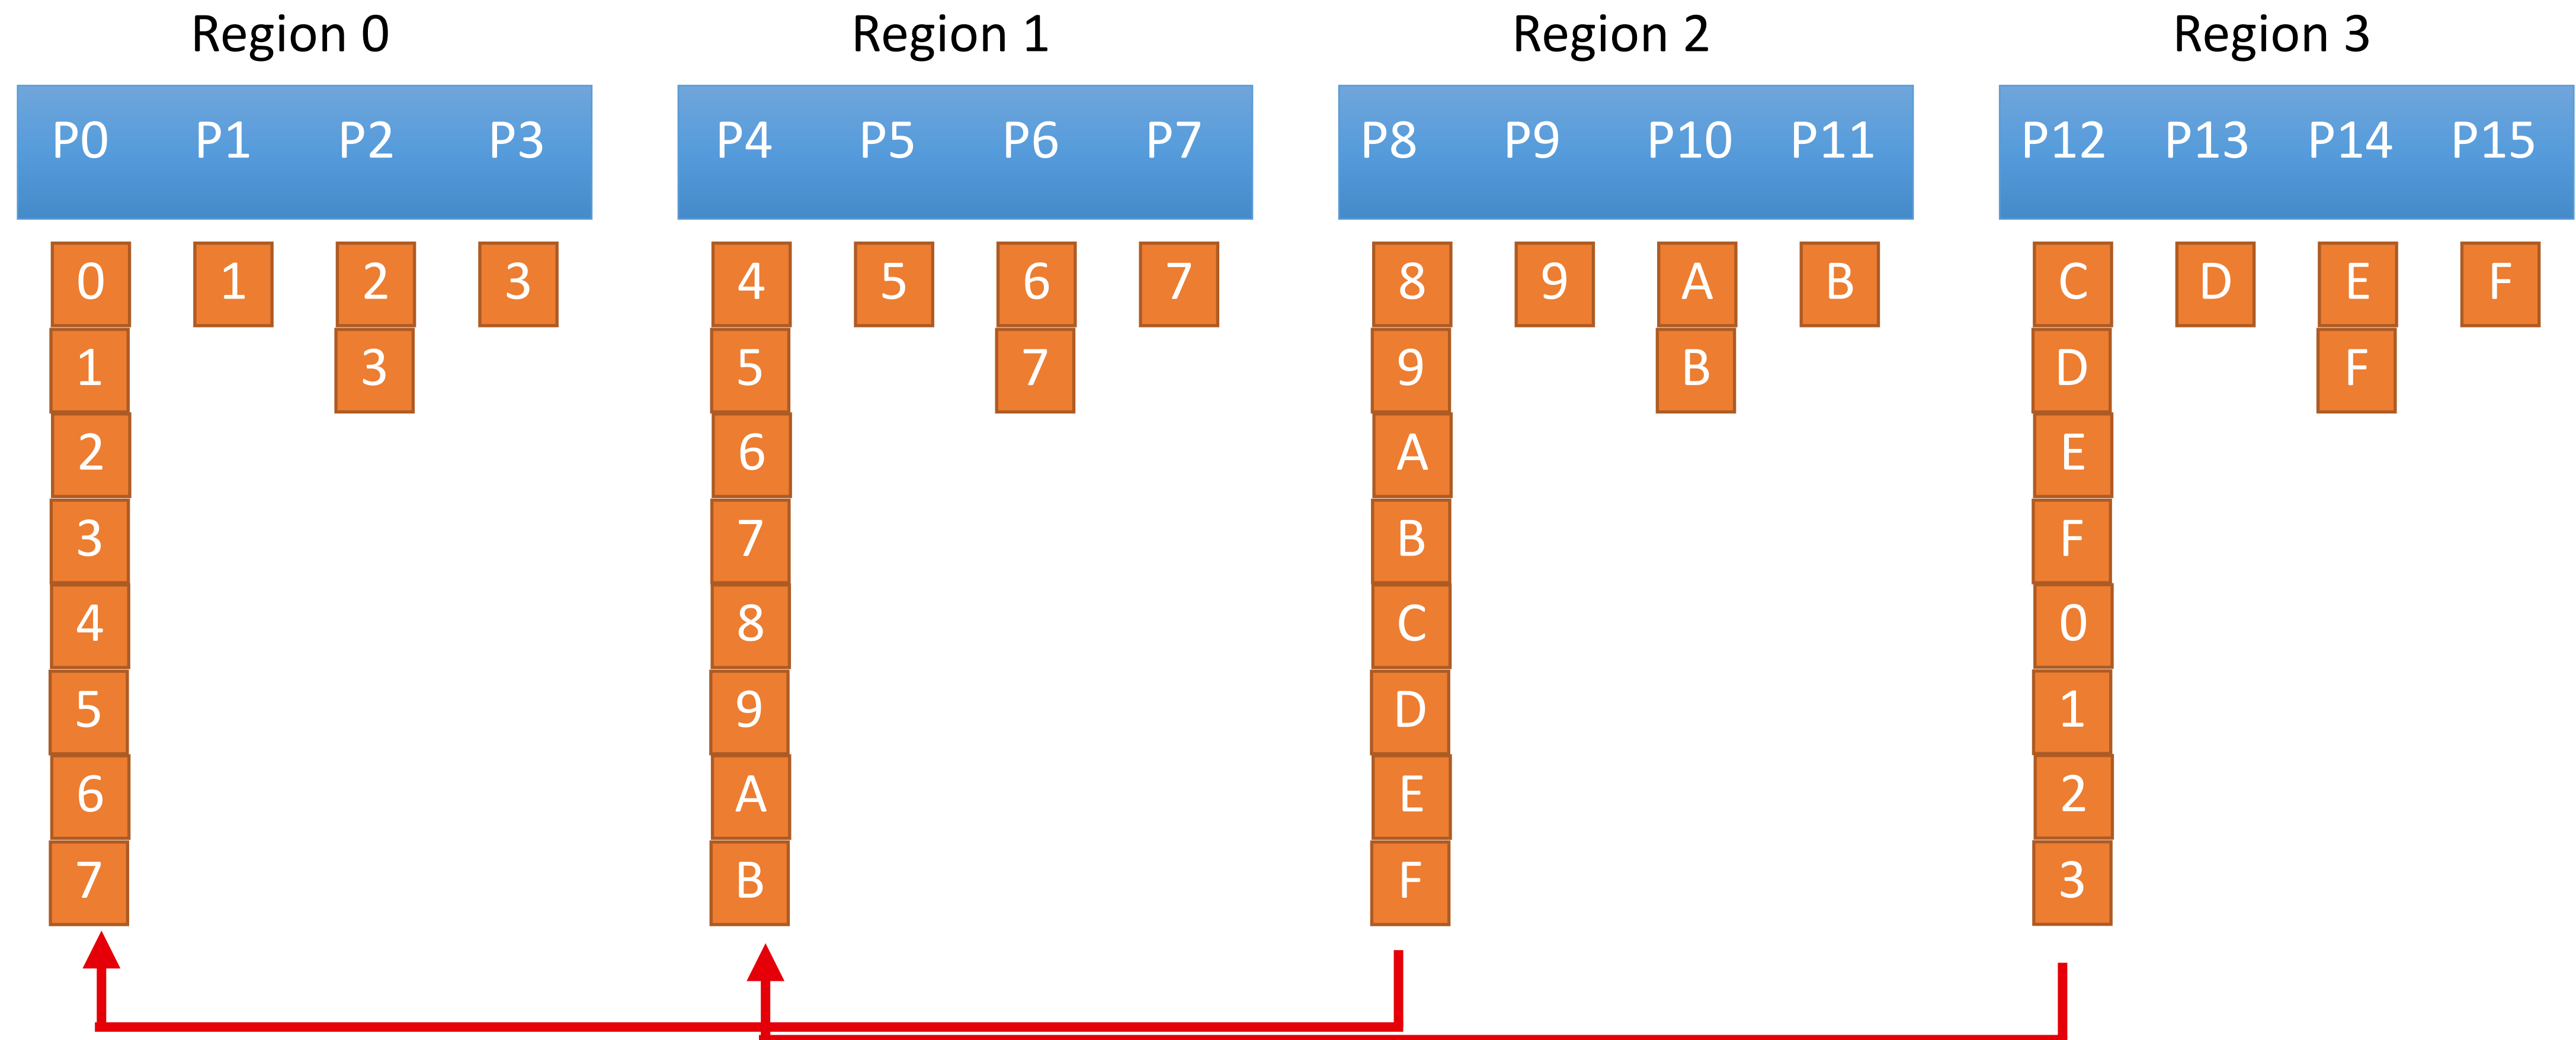 Region 0 Region 1 Region 2 Region 3
P0 P1 P2 P3 P4 P5 P6 P7 P8 P9 P10 P11 P12 P13 P14 P15
0 1 2 3 4 5 6 7 8 9 A B C D E F
1 3 5 7 9 B D F
2 6 A E
3 7 B F
4 8 C 0
5 9 D 1
6 A E 2
7 B F 3